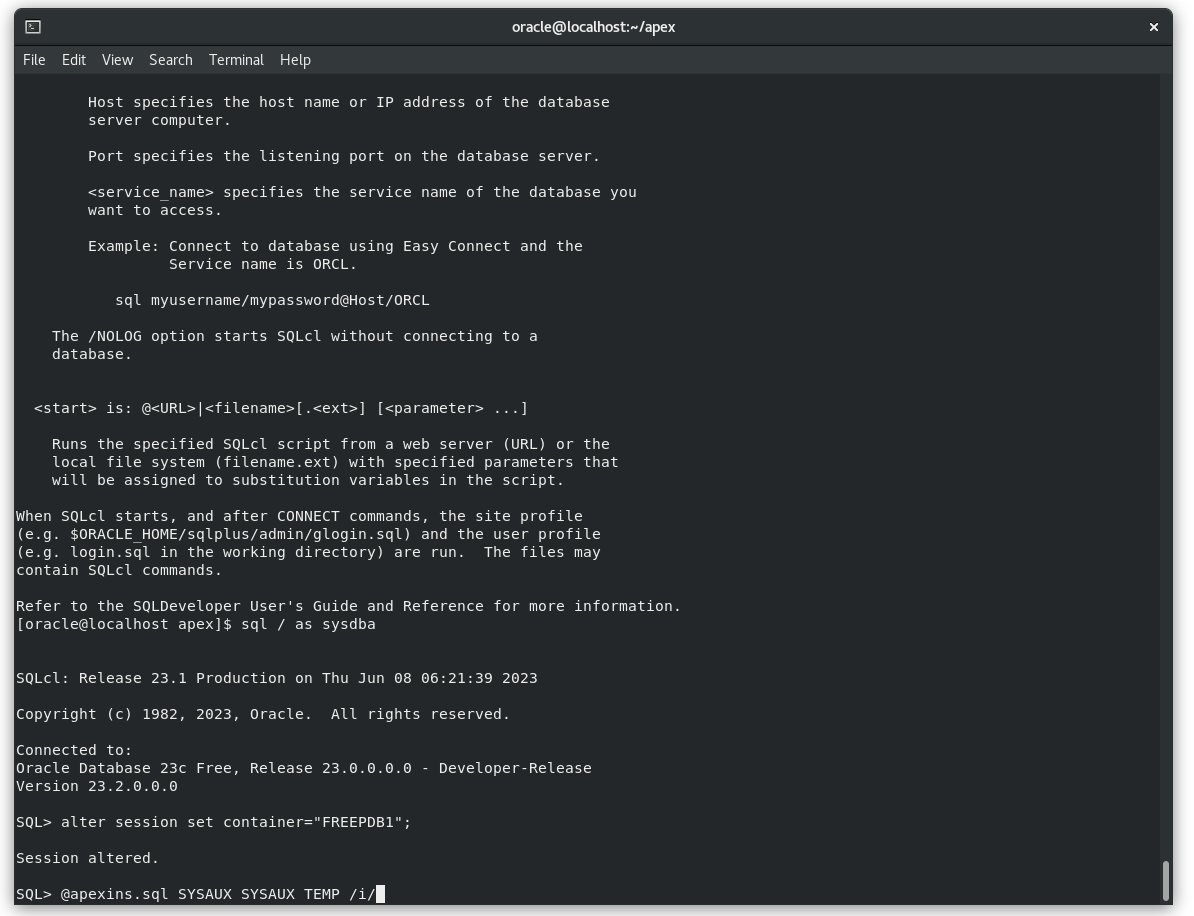 oracle@localhost:~/apex
File Edit View Search Terminal Help
Host specifies the host name or IP address of the database
server computer.
Port specifies the listening port on the database server.
<service_name> specifies the service name of the database you
want to access.
Example: Connect to database using Easy Connect and the
Service name is ORCL.
sql myusername/mypassword@Host/ORCL
The /NOLOG option starts SQLcl without connecting to a
database.
<start> is: @<URL>|<filename>[.<ext>] [<parameter> ...]
Runs the specified SQLcl script from a web server (URL) or the
local file system (filename.ext) with specified parameters that
will be assigned to substitution variables in the script.
When SQLcl starts, and after CONNECT commands, the site profile
(e.g. $ORACLE_HOME/sqlplus/admin/glogin.sql) and the user profile
(e.g. login.sql in the working directory) are run.  The files may
contain SQLcl commands.
Refer to the SQLDeveloper User's Guide and Reference for more information.
[oracle@localhost apex]$ sql / as sysdba
SQLcl: Release 23.1 Production on Thu Jun 08 06:21:39 2023
Copyright (c) 1982, 2023, Oracle.  All rights reserved.
Connected to:
Oracle Database 23c Free, Release 23.0.0.0.0 - Developer-Release
Version 23.2.0.0.0
SQL> alter session set container="FREEPDB1";
Session altered.
SQL> @apexins.sql SYSAUX SYSAUX TEMP /i/